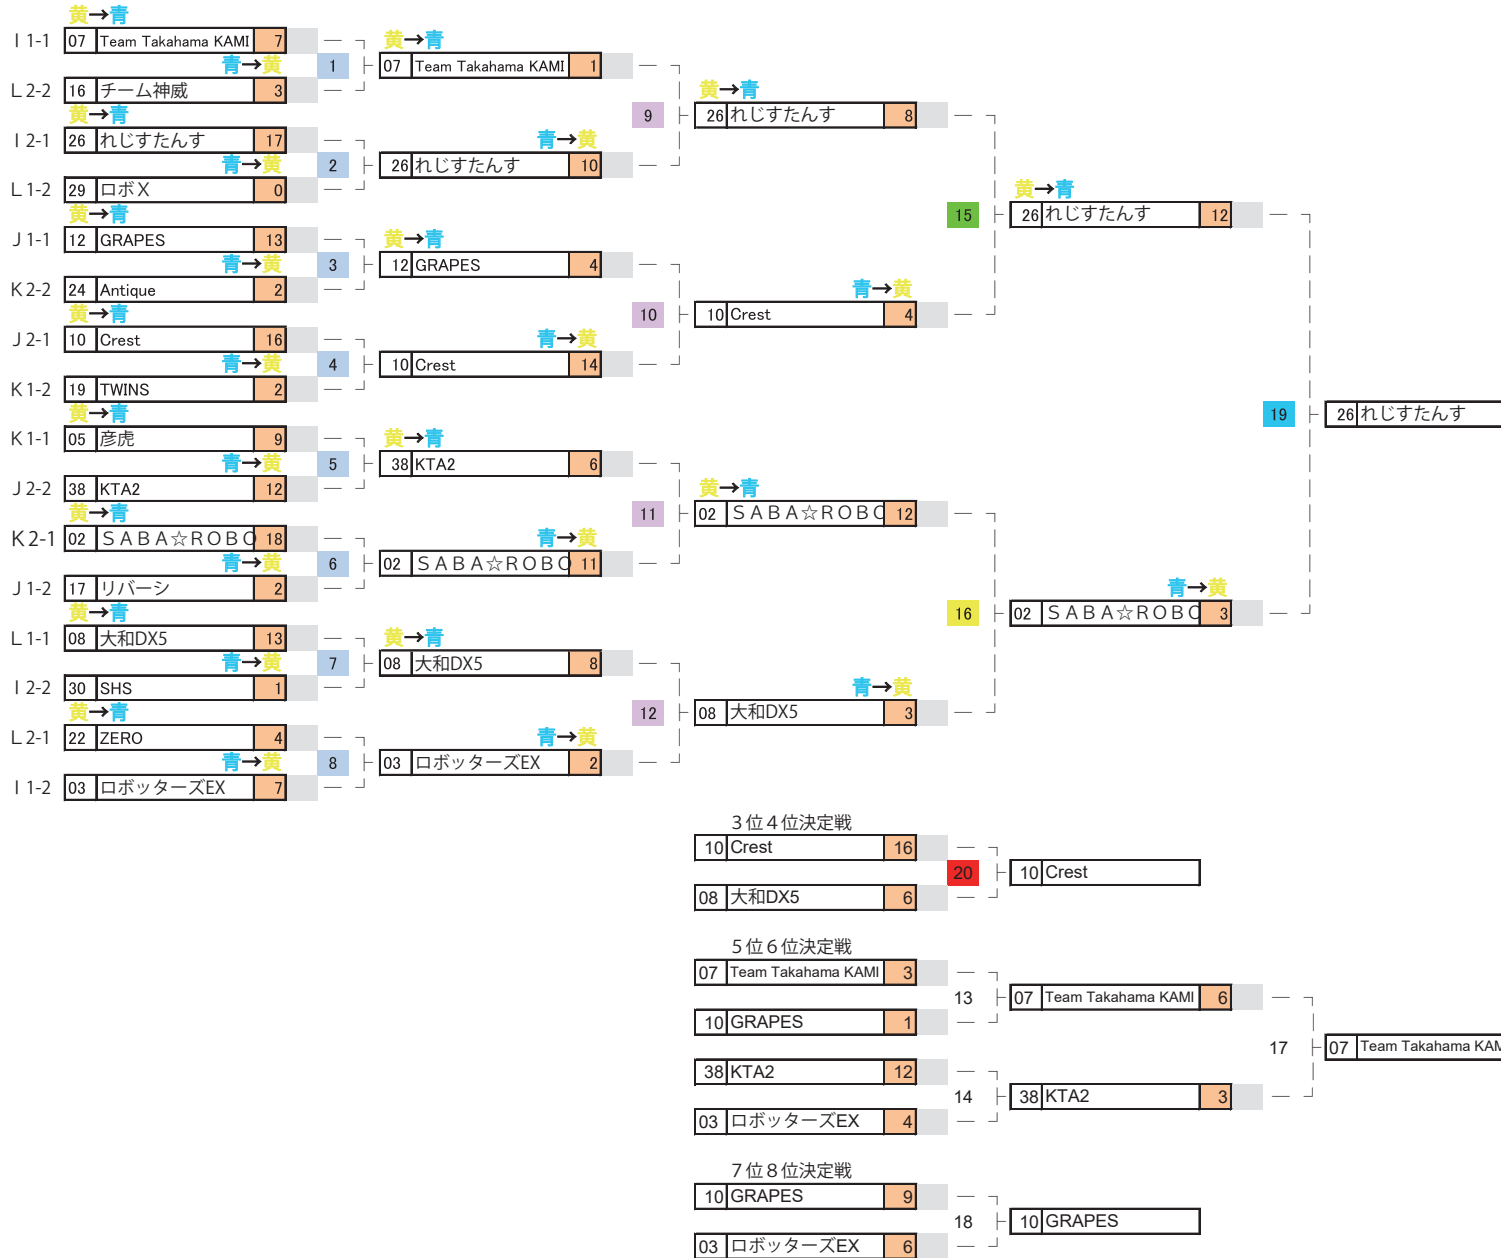 黄→青
I 1-1 07 Team Takahama KAMI 7
青→黄 1
L 2-2 16 チーム神威 3
黄→青
07 Team Takahama KAMI 1
黄→青
I 2-1 26 れじすたんす 17
青→黄 2
L 1-2 29 ロボX 0
青→黄
26 れじすたんす 10
9
黄→青
26 れじすたんす 8
黄→青
J 1-1 12 GRAPES 13
青→黄 3
K 2-2 24 Antique 2
黄→青
12 GRAPES 4
黄→青
J 2-1 10 Crest 16
青→黄 4
K 1-2 19 TWINS 2
青→黄
10 Crest 14
10
青→黄
10 Crest 4
15
黄→青
26 れじすたんす 12
黄→青
K 1-1 05 彦虎 9
青→黄 5
J 2-2 38 KTA2 12
黄→青
38 KTA2 6
黄→青
K 2-1 02 ＳＡＢＡ☆ＲＯＢＯ 18
青→黄 6
J 1-2 17 リバーシ 2
青→黄
02 ＳＡＢＡ☆ＲＯＢＯ 11
11
黄→青
02 ＳＡＢＡ☆ＲＯＢＯ 12
黄→青
L 1-1 08 大和DX5 13
青→黄 7
I 2-2 30 SHS 1
黄→青
08 大和DX5 8
黄→青
L 2-1 22 ZERO 4
青→黄 8
I 1-2 03 ロボッターズEX 7
青→黄
03 ロボッターズEX 2
12
青→黄
08 大和DX5 3
16
青→黄
02 ＳＡＢＡ☆ＲＯＢＯ 3
19
26 れじすたんす
３位４位決定戦
10 Crest 16
20 10 Crest
08 大和DX5 6
５位６位決定戦
07 Team Takahama KAMI 3
13 07 Team Takahama KAMI 6
10 GRAPES 1
38 KTA2 12
14 38 KTA2 3
03 ロボッターズEX 4
17 07 Team Takahama KAM
７位８位決定戦
10 GRAPES 9
18 10 GRAPES
03 ロボッターズEX 6